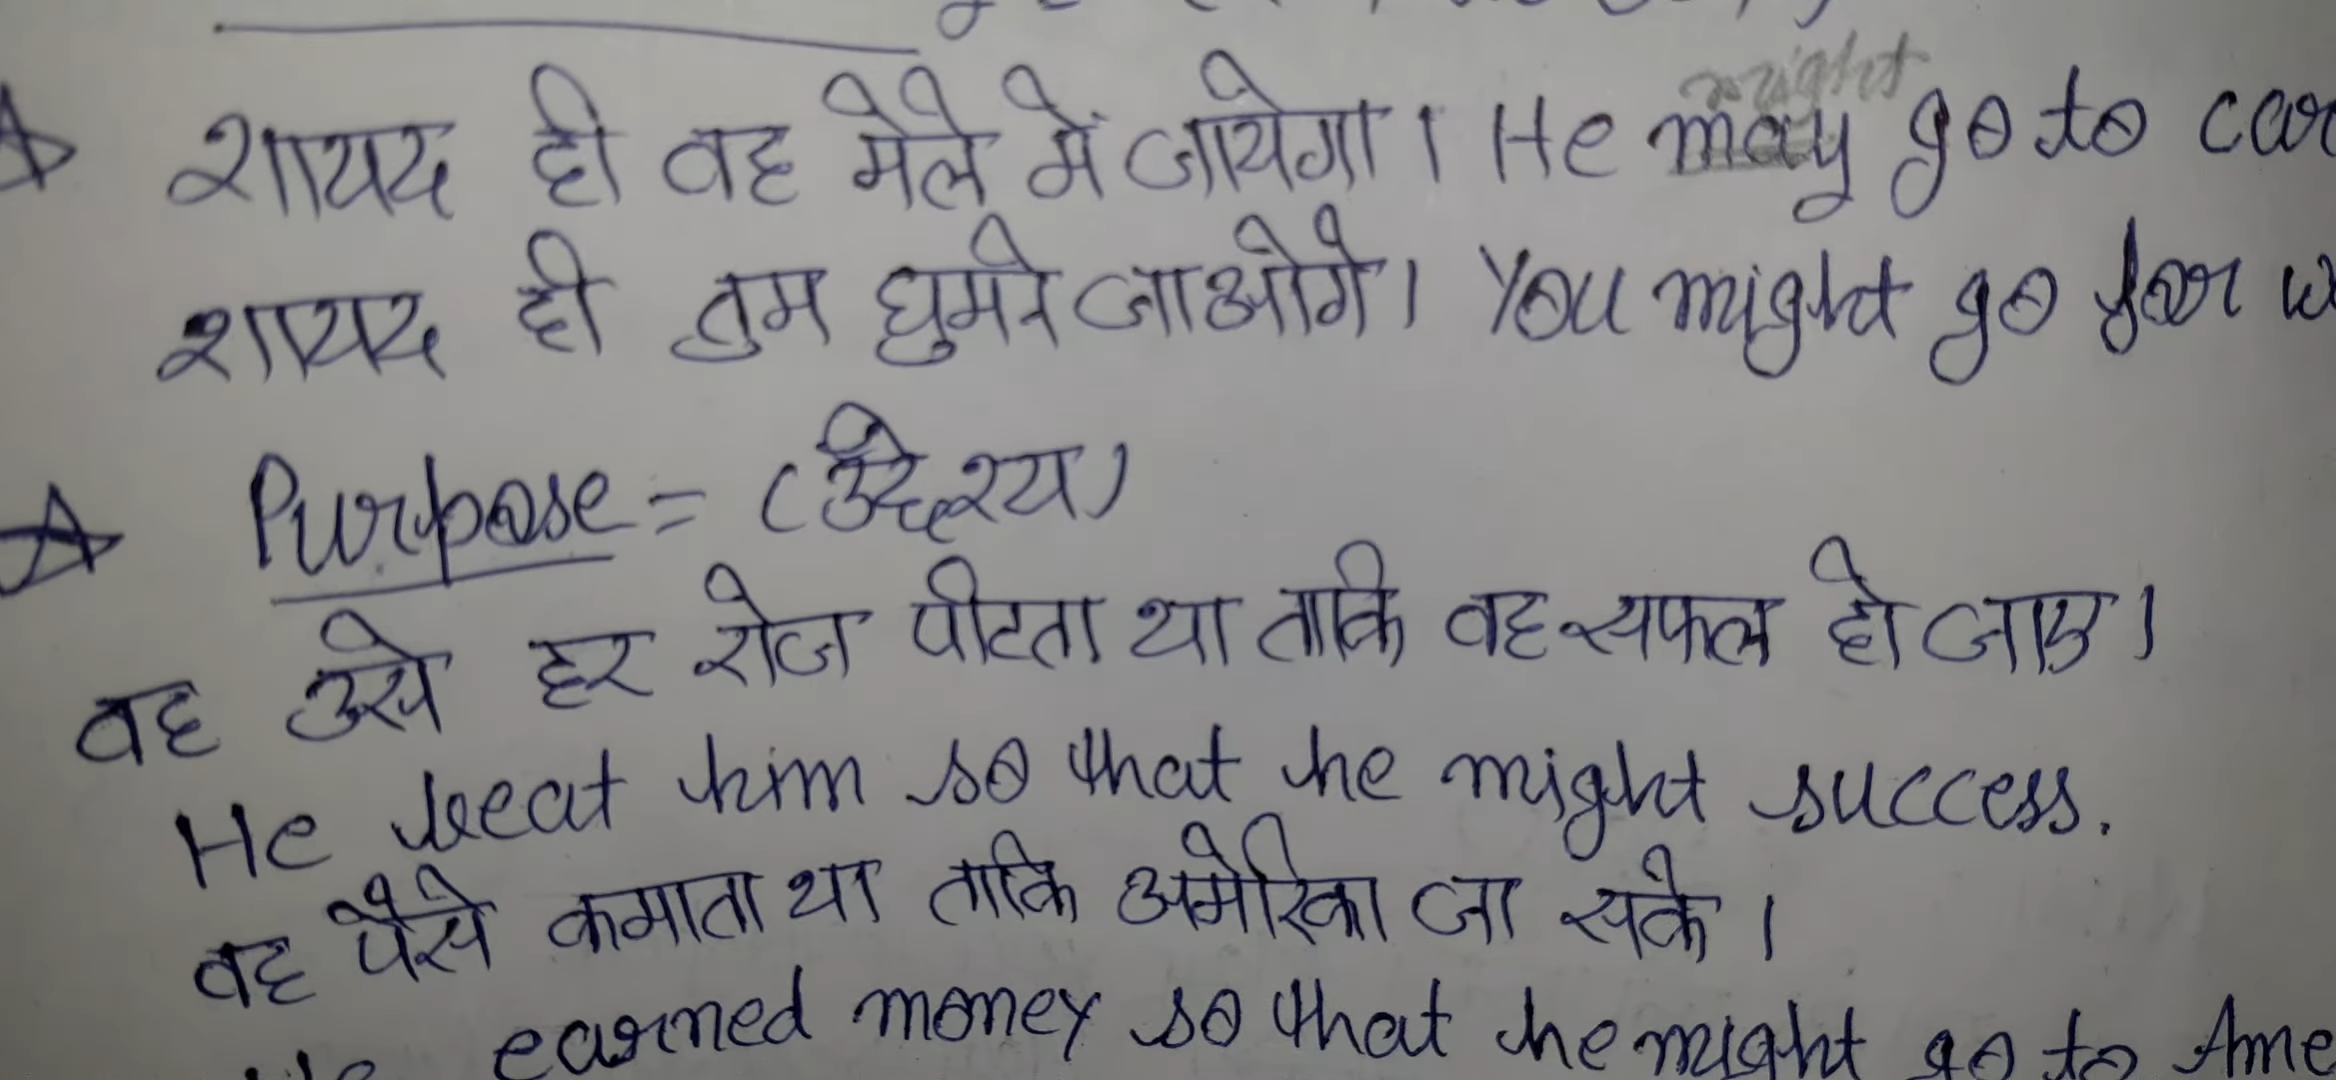 might
शायद ही वह मेले में जायेगा। He may go to
शायद ही तुम घुमने जाओगे। You might go for
Purpose = (उद्देश्य)
वह उसे हर रोज पीटता था ताकि वह सफल हो जाए।
He beat him so that he might success.
वह पैसे कमाता था ताकि अमेरिका जा सके।
He earned money so that he might go to Ame